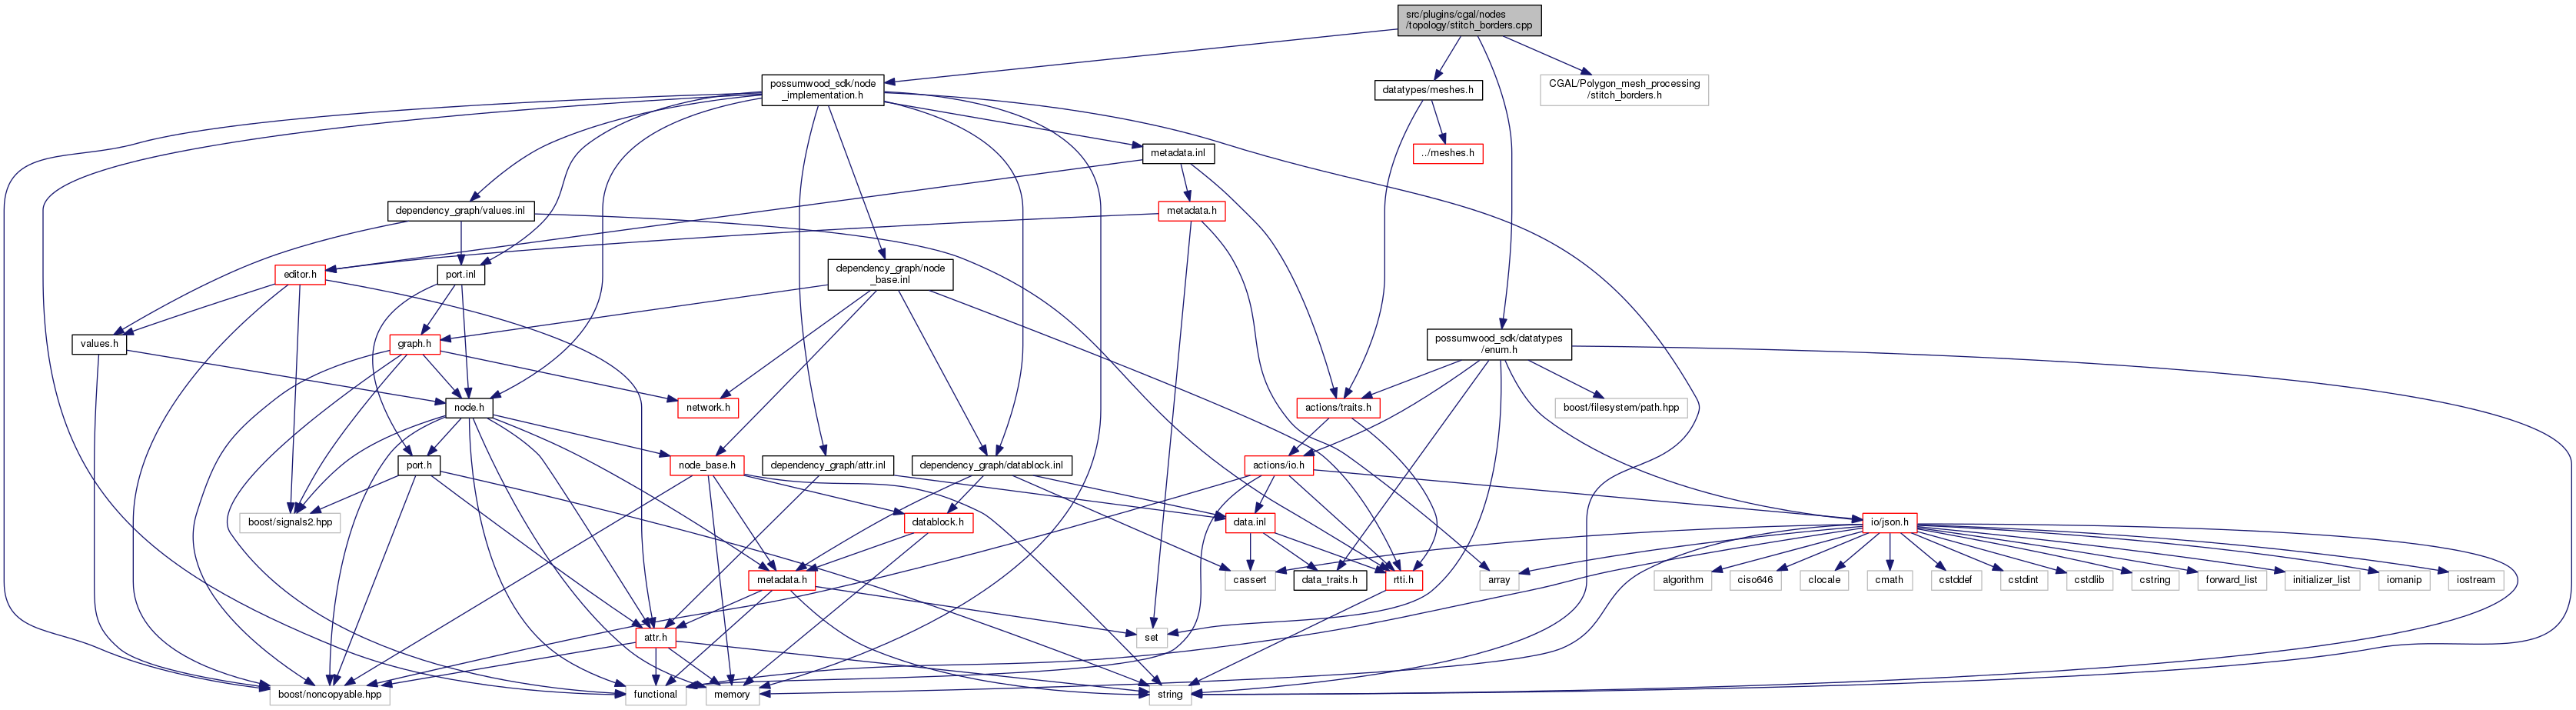 src/plugins/cgal/nodes
/topology/stitch_borders.cpp
possumwood_sdk/node
_implementation.h
datatypes/meshes.h
CGAL/Polygon_mesh_processing
/stitch_borders.h
metadata.inl
../meshes.h
dependency_graph/values.inl
metadata.h
editor.h
port.inl
dependency_graph/node
_base.inl
values.h
graph.h
possumwood_sdk/datatypes
/enum.h
node.h
network.h
actions/traits.h
boost/filesystem/path.hpp
port.h
node_base.h
dependency_graph/attr.inl
dependency_graph/datablock.inl
actions/io.h
boost/signals2.hpp
datablock.h
data.inl
io/json.h
metadata.h
cassert
data_traits.h
rtti.h
array
algorithm
ciso646
clocale
cmath
cstddef
cstdint
cstdlib
cstring
forward_list
initializer_list
iomanip
iostream
attr.h
set
boost/noncopyable.hpp
functional
memory
string